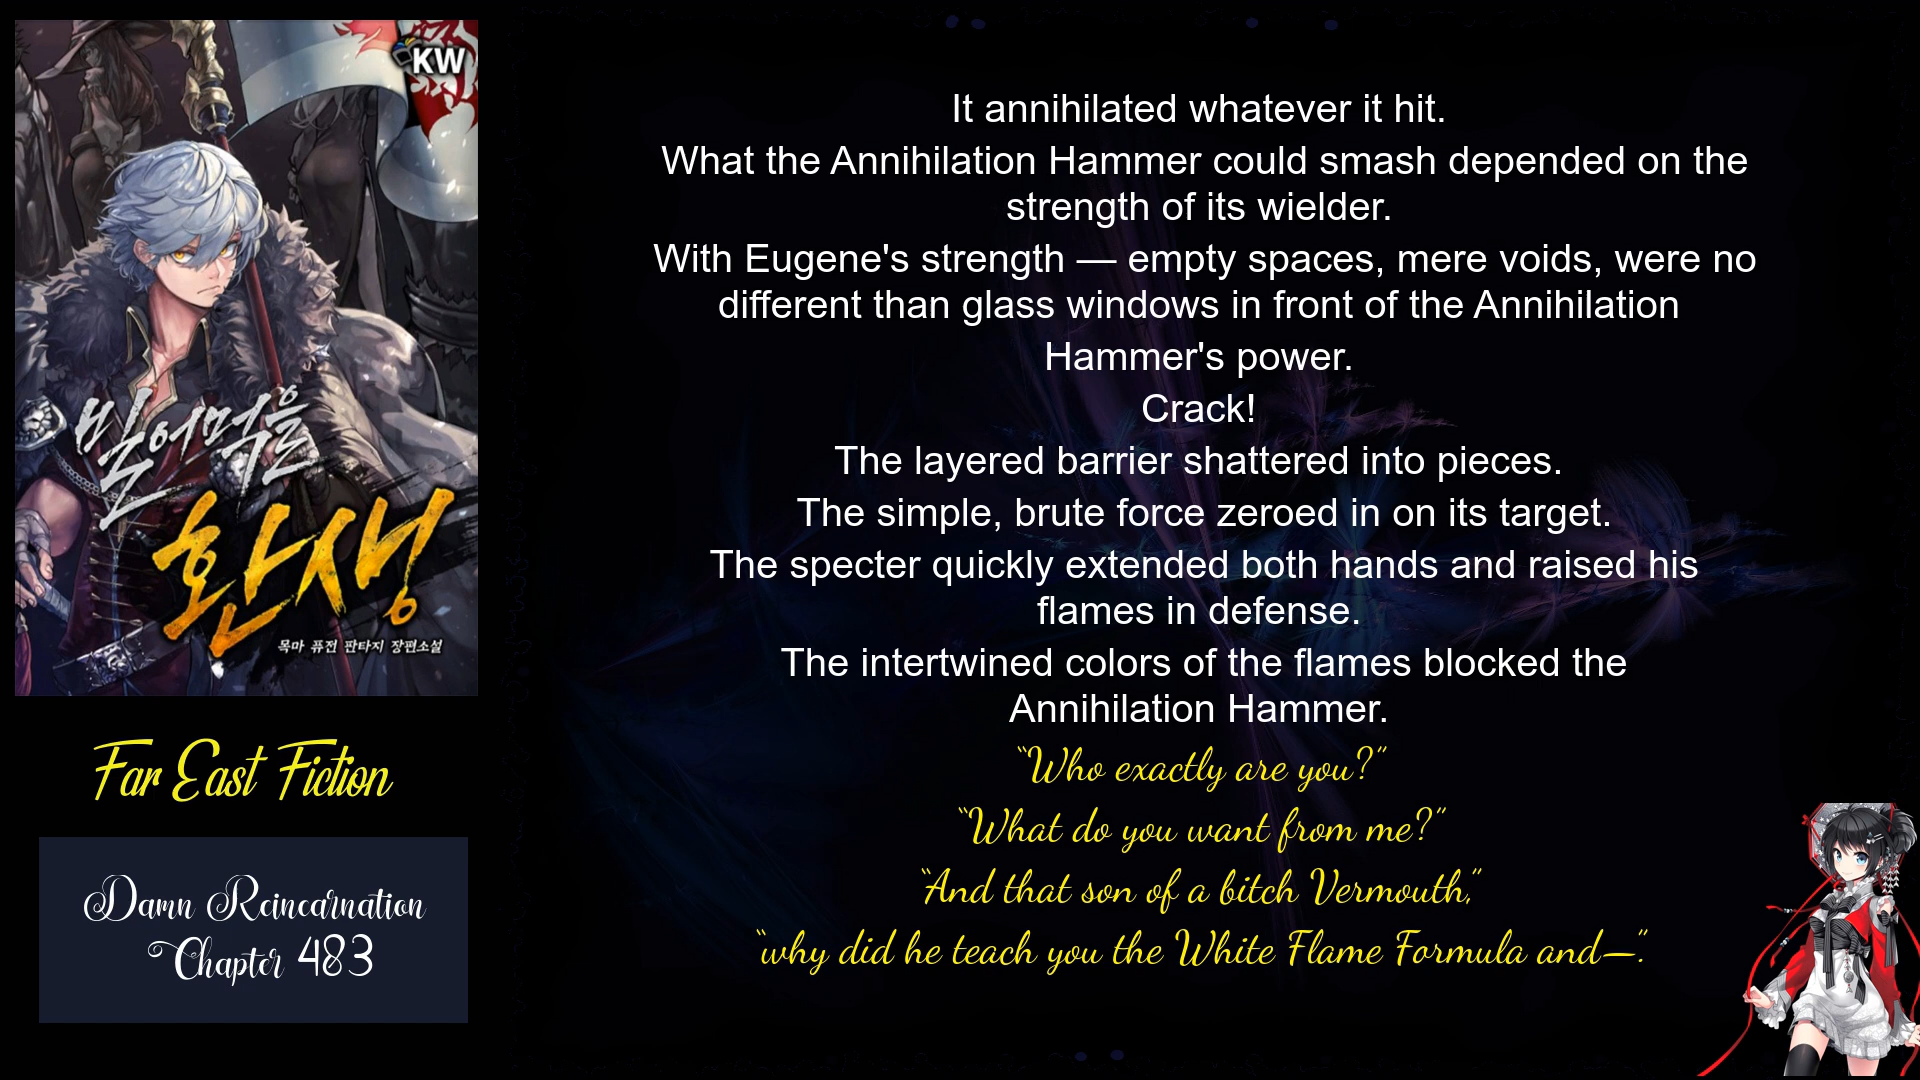 KW
빌어먹을
환생
목마 퓨전 판타지 장편소설
Far East Fiction
Damn Reincarnation
Chapter 483
It annihilated whatever it hit.
What the Annihilation Hammer could smash depended on the
strength of its wielder.
With Eugene's strength — empty spaces, mere voids, were no
different than glass windows in front of the Annihilation
Hammer's power.
Crack!
The layered barrier shattered into pieces.
The simple, brute force zeroed in on its target.
The specter quickly extended both hands and raised his
flames in defense.
The intertwined colors of the flames blocked the
Annihilation Hammer.
“Who exactly are you?”
“What do you want from me?”
“And that son of a bitch Vermouth,”
“why did he teach you the White Flame Formula and—”.